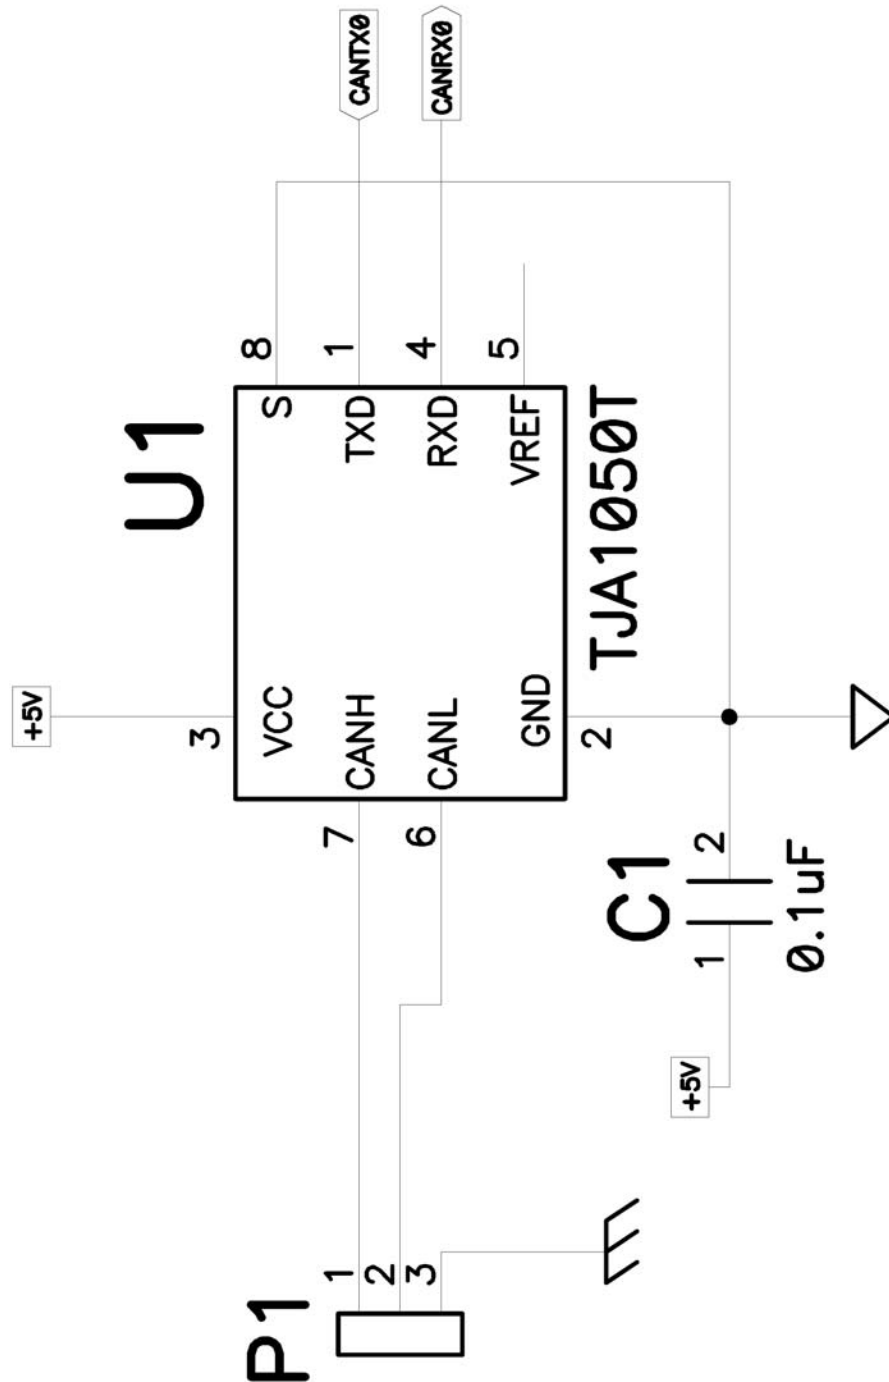 P1
1
2
3
+5V
C1
1
2
0.1uF
+5V
U1
3
VCC
7
CANH
6
CANL
GND
2
S
8
TXD
1
RXD
4
VREF
5
TJA1050T
CANTX0
CANRX0